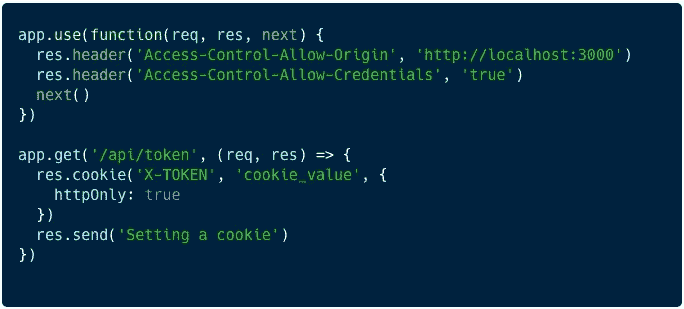 app.use(function(req, res, next) {
  res.header('Access-Control-Allow-Origin', 'http://localhost:3000')
  res.header('Access-Control-Allow-Credentials', 'true')
  next()
})

app.get('/api/token', (req, res) => {
  res.cookie('X-TOKEN', 'cookie_value', {
    httpOnly: true
  })
  res.send('Setting a cookie')
})